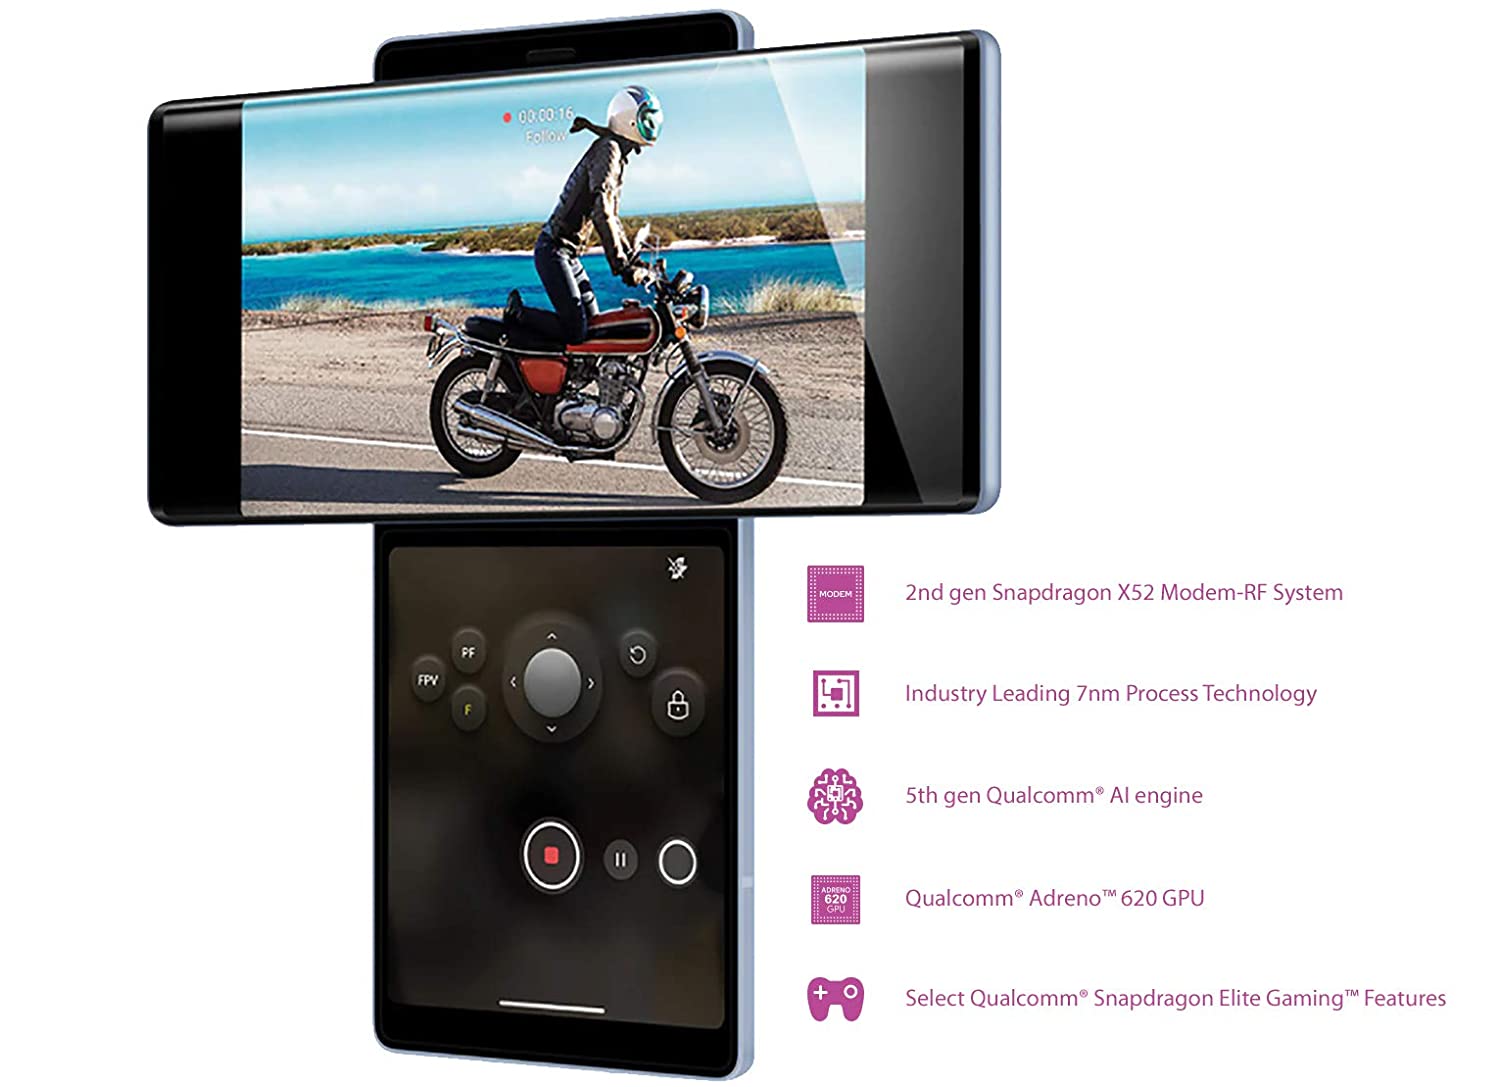 00:00:16
Follow
PF
FPV
F
MODEM
2nd gen Snapdragon X52 Modem-RF System
Industry Leading 7nm Process Technology
5th gen Qualcomm® AI engine
ADRENO
620
GPU
Qualcomm® Adreno™ 620 GPU
Select Qualcomm® Snapdragon Elite Gaming™ Features